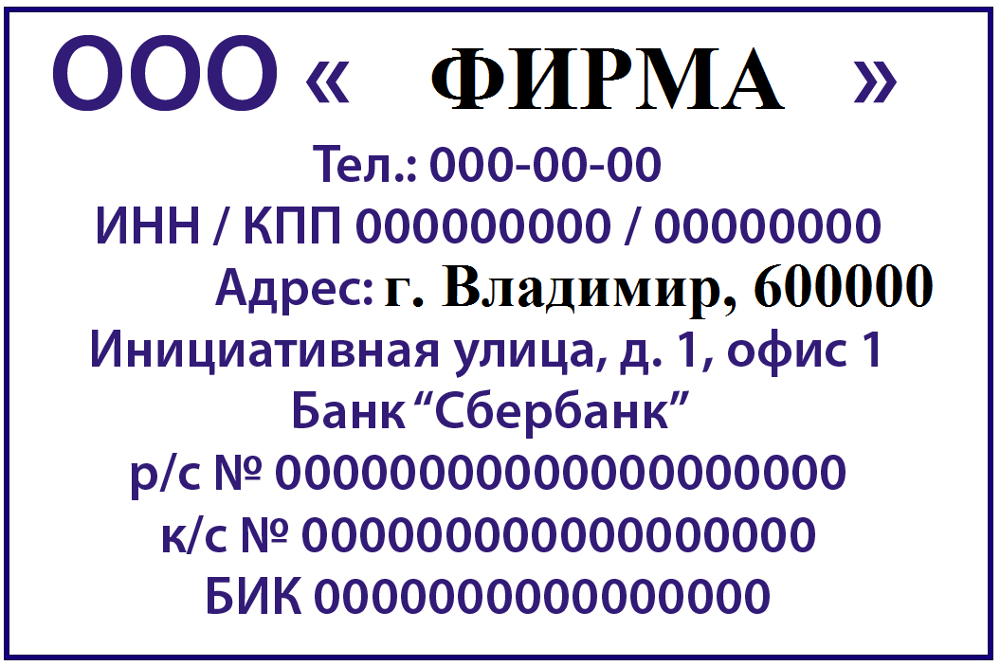 ООО « ФИРМА »
Тел.: 000-00-00
ИНН / КПП 000000000 / 00000000
Адрес: г. Владимир, 600000
Инициативная улица, д. 1, офис 1
Банк “Сбербанк”
р/с № 00000000000000000000
к/с № 000000000000000000
БИК 0000000000000000